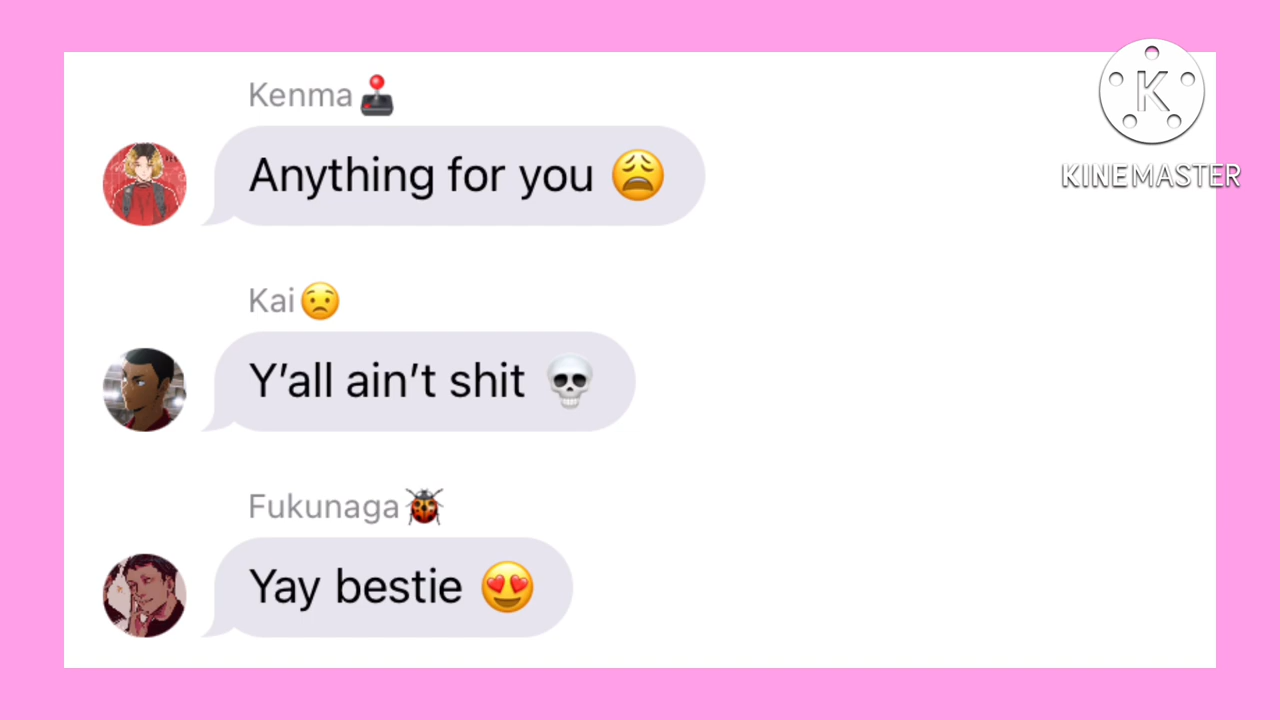 Kenma🕹️
Anything for you 😩
Kai😟
Y’all ain’t shit 💀
Fukunaga🐞
Yay bestie 😍
K
KINEMASTER